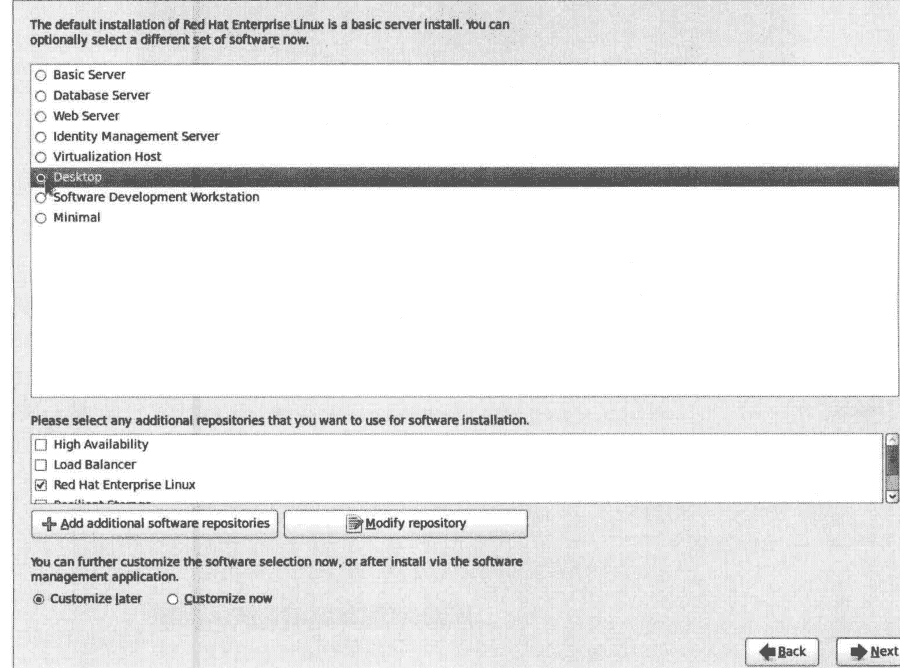 The default installation of Red Hat Enterprise Linux is a basic server install. You can
optionally select a different set of software now.
Basic Server
Database Server
Web Server
Identity Management Server
Virtualization Host
Desktop
Software Development Workstation
Minimal
Please select any additional repositories that you want to use for software installation.
High Availability
Load Balancer
Red Hat Enterprise Linux
Resilient Storage
Add additional software repositories
Modify repository
You can further customize the software selection now, or after install via the software
management application.
Customize later
Customize now
Back
Next